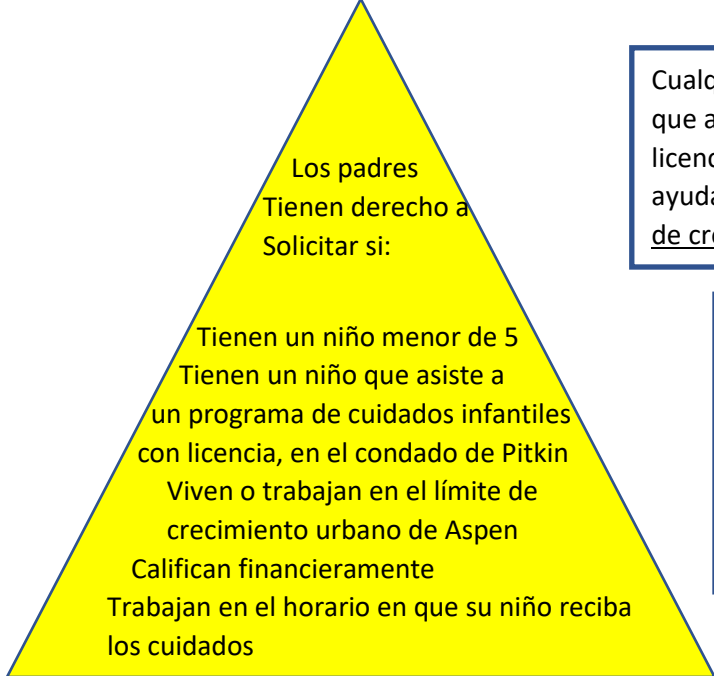 Los padres
Tienen derecho a
Solicitar si:
Tienen un niño menor de 5
Tienen un niño que asiste a
un programa de cuidados infantiles
con licencia, en el condado de Pitkin
Viven o trabajan en el límite de
crecimiento urbano de Aspen
Califican financieramente
Trabajan en el horario en que su niño reciba
los cuidados
que a
ayuda